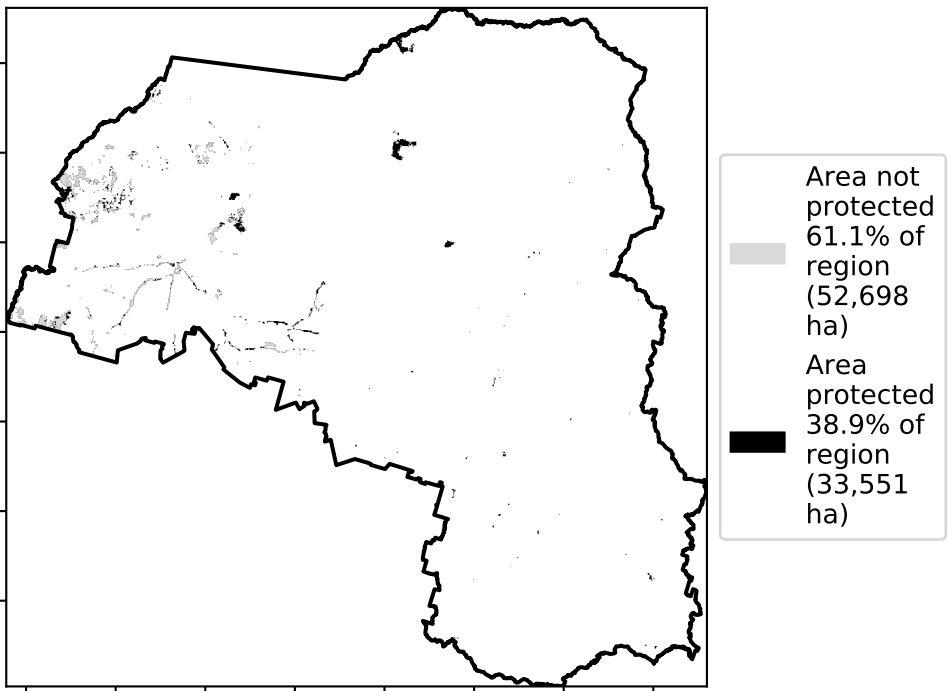 Area not
protected
61.1% of
region
(52,698
ha)
Area
protected
38.9% of
region
(33,551
ha)